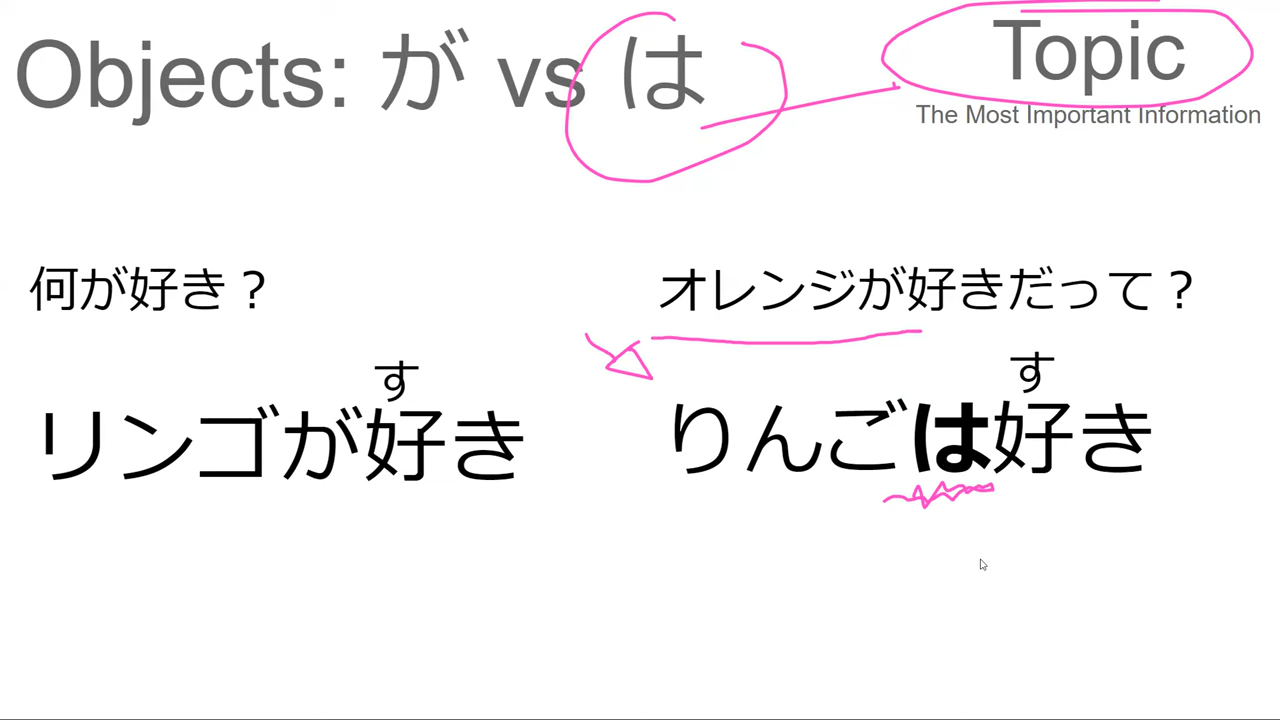 Objects: が vs は
Topic
The Most Important Information
何が好き？
リンゴが好き
す
オレンジが好きだって？
りんごは好き
す